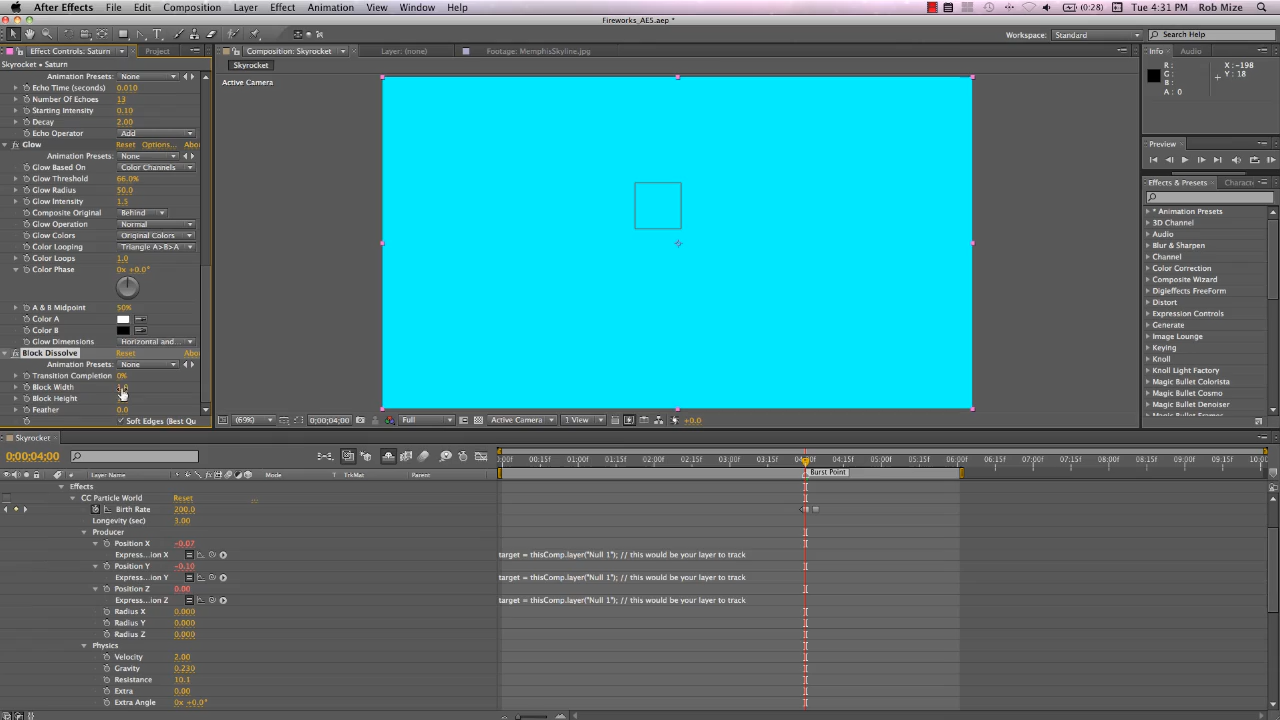 After Effects File Edit Composition Layer Effect Animation View Window Help (0:28) Tue 4:31 PM Rob Mize
Fireworks_AE5.aep *
Workspace: Standard Search Help
Effect Controls: Saturn Project
Composition: Skyrocket Layer: (none) Footage: MemphisSkyline.jpg
Info Audio
Skyrocket • Saturn
Skyrocket
Active Camera
R:
G:
B:
A: 0
X: -198
Y: 18
Animation Presets: None
Echo Time (seconds) 0.010
Number Of Echoes 13
Starting Intensity 0.10
Decay 2.00
Echo Operator Add
Glow Reset Options... Abo
Animation Presets: None
Glow Based On Color Channels
Glow Threshold 66.0%
Glow Radius 50.0
Glow Intensity 1.5
Composite Original Behind
Glow Operation Normal
Glow Colors Original Colors
Color Looping Triangle A>B>A
Color Loops 1.0
Color Phase 0x +0.0°
A & B Midpoint 50%
Color A
Color B
Glow Dimensions Horizontal and...
Block Dissolve Reset Abo
Animation Presets: None
Transition Completion 0%
Block Width
Block Height
Feather 0.0
Soft Edges (Best Qu
Preview
Effects & Presets Charact
* Animation Presets
3D Channel
Audio
Blur & Sharpen
Channel
Color Correction
Composite Wizard
Digieffects FreeForm
Distort
Expression Controls
Generate
Keying
Knoll
Knoll Light Factory
Magic Bullet Colorista
Magic Bullet Cosmo
Magic Bullet Denoiser
Magic Bullet Frames
(69%) 0:00:04:00 Full Active Camera 1 View +0.0
Skyrocket
0:00:04:00
:00s 00:15f 01:00f 01:15f 02:00f 02:15f 03:00f 03:15f 04:00f 04:15f 05:00f 05:15f 06:00f 06:15f 07:00f 07:15f 08:00f 08:15f 09:00f 09:15f 10:00
Layer Name Mode T TrkMat Parent
Burst Point
Effects
CC Particle World Reset
Birth Rate 200.0
Longevity (sec) 3.00
Producer
Position X -0.07
Express...ion X target = thisComp.layer("Null 1"); // this would be your layer to track
Position Y -0.10
Express...ion Y target = thisComp.layer("Null 1"); // this would be your layer to track
Position Z 0.00
Express...ion Z target = thisComp.layer("Null 1"); // this would be your layer to track
Radius X 0.000
Radius Y 0.000
Radius Z 0.000
Physics
Velocity 2.00
Gravity 0.230
Resistance 10.1
Extra 0.00
Extra Angle 0x +0.0°